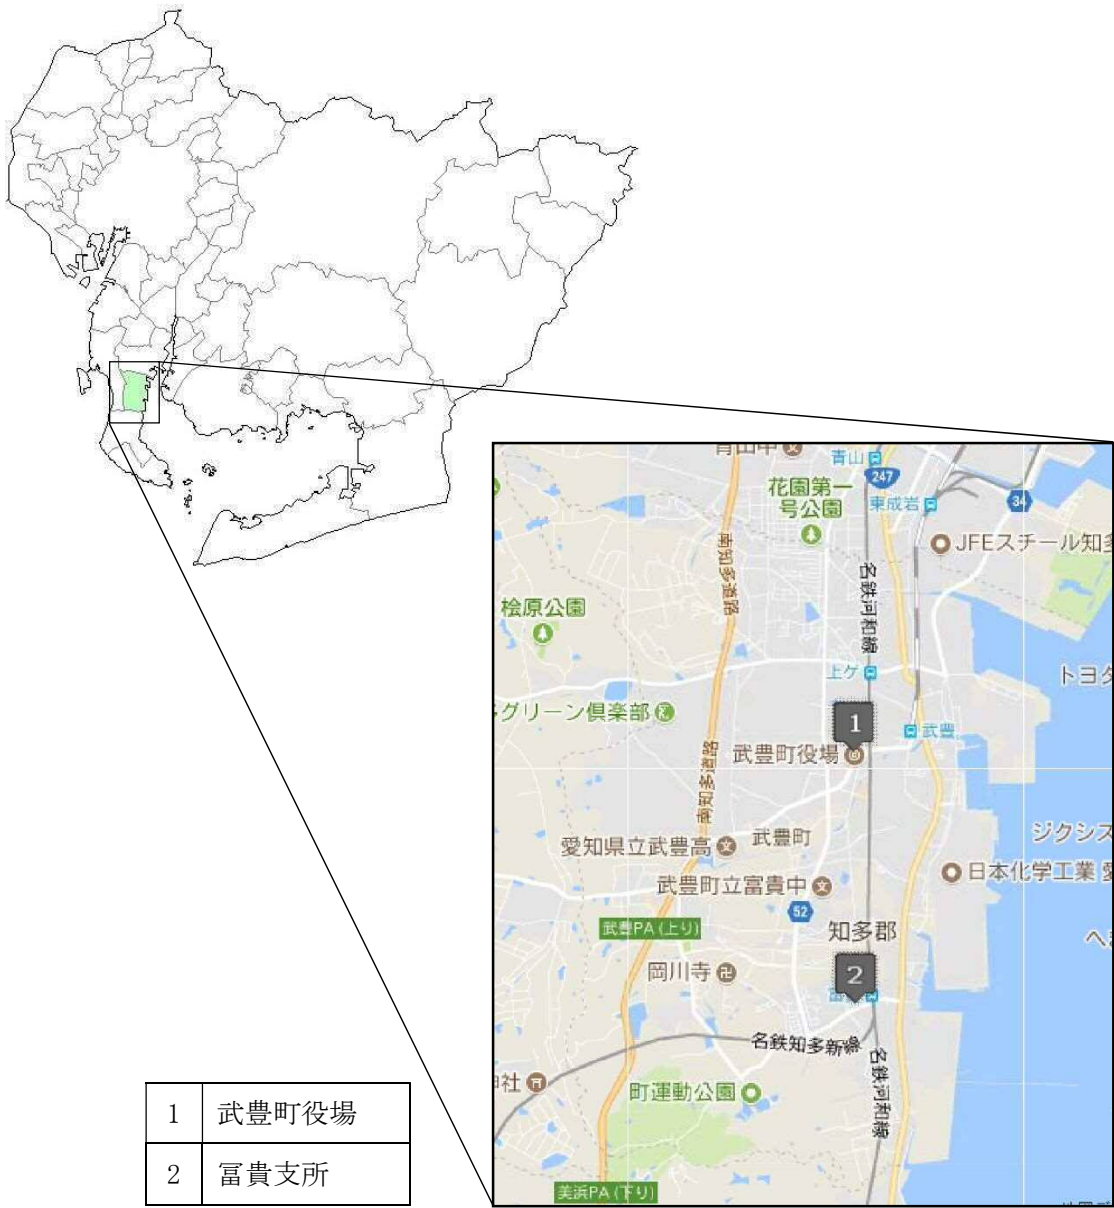 青山中
青山
247
花園第一
号公園
東成岩
34
JFEスチール知多
南知多道路
名鉄河和線
桧原公園
上ゲ
トヨタ
グリーン倶楽部
1
武豊
武豊町役場
南知多道路
ジクシス
愛知県立武豊高
武豊町
日本化学工業 愛
武豊町立富貴中
52
武豊PA (上り)
知多郡
岡川寺
2
名鉄知多新線
名鉄河和線
神社
町運動公園
美浜PA (下り)
1 武豊町役場
2 冨貴支所